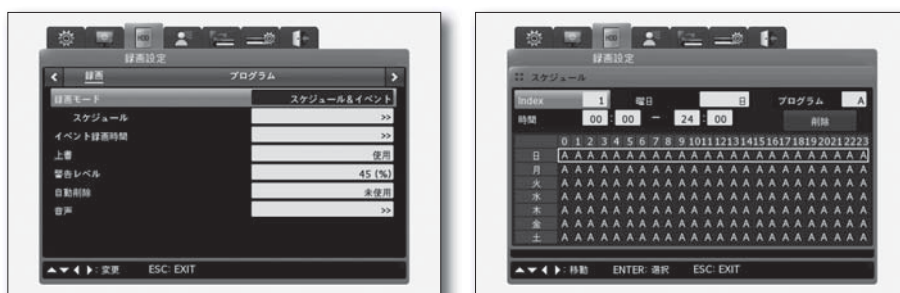 HDD
録画設定
録画 プログラム
録画モード スケジュール&イベント
スケジュール >>
イベント録画時間 >>
上書 使用
警告レベル 45 (%)
自動削除 未使用
音声 >>
▲▼◀▶: 変更 ESC: EXIT
HDD
録画設定
スケジュール
Index 1 曜日 日 プログラム A
時間 00 : 00 ー 24 : 00 削除
0 1 2 3 4 5 6 7 8 9 10 11 12 13 14 15 16 17 18 19 20 21 22 23
日 A A A A A A A A A A A A A A A A A A A A A A A A
月 A A A A A A A A A A A A A A A A A A A A A A A A
火 A A A A A A A A A A A A A A A A A A A A A A A A
水 A A A A A A A A A A A A A A A A A A A A A A A A
木 A A A A A A A A A A A A A A A A A A A A A A A A
金 A A A A A A A A A A A A A A A A A A A A A A A A
土 A A A A A A A A A A A A A A A A A A A A A A A A
▲▼◀▶: 移動 ENTER: 選択 ESC: EXIT